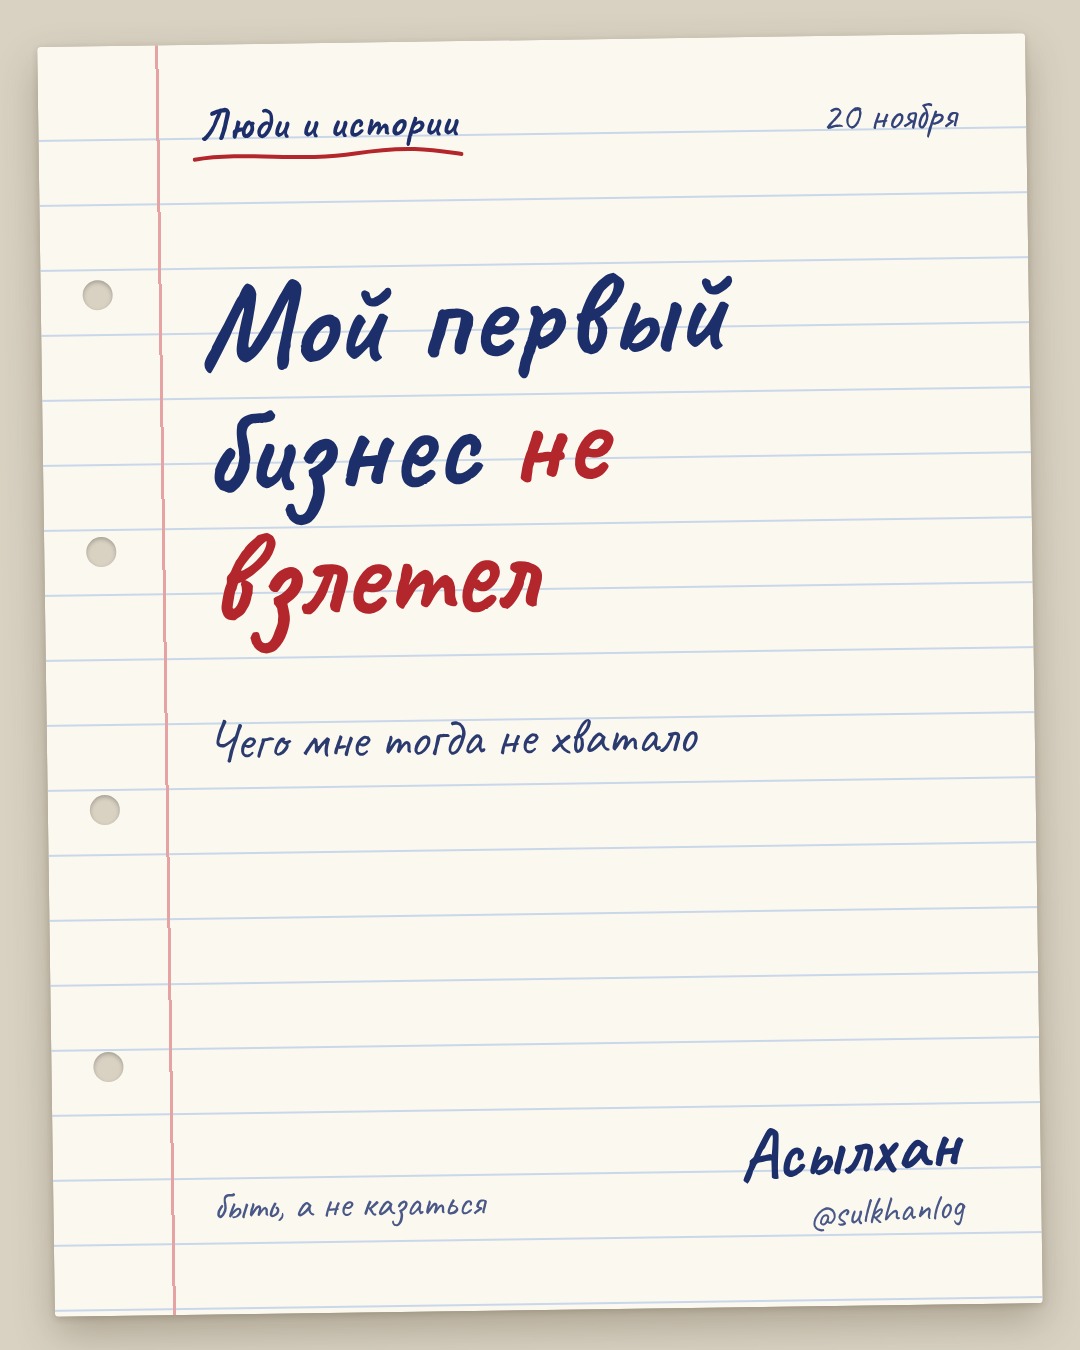 Люди и истории
20 ноября
Мой первый
бизнес не
взлетел
Чего мне тогда не хватало
Асылхан
быть, а не казаться
@sulkhanlog